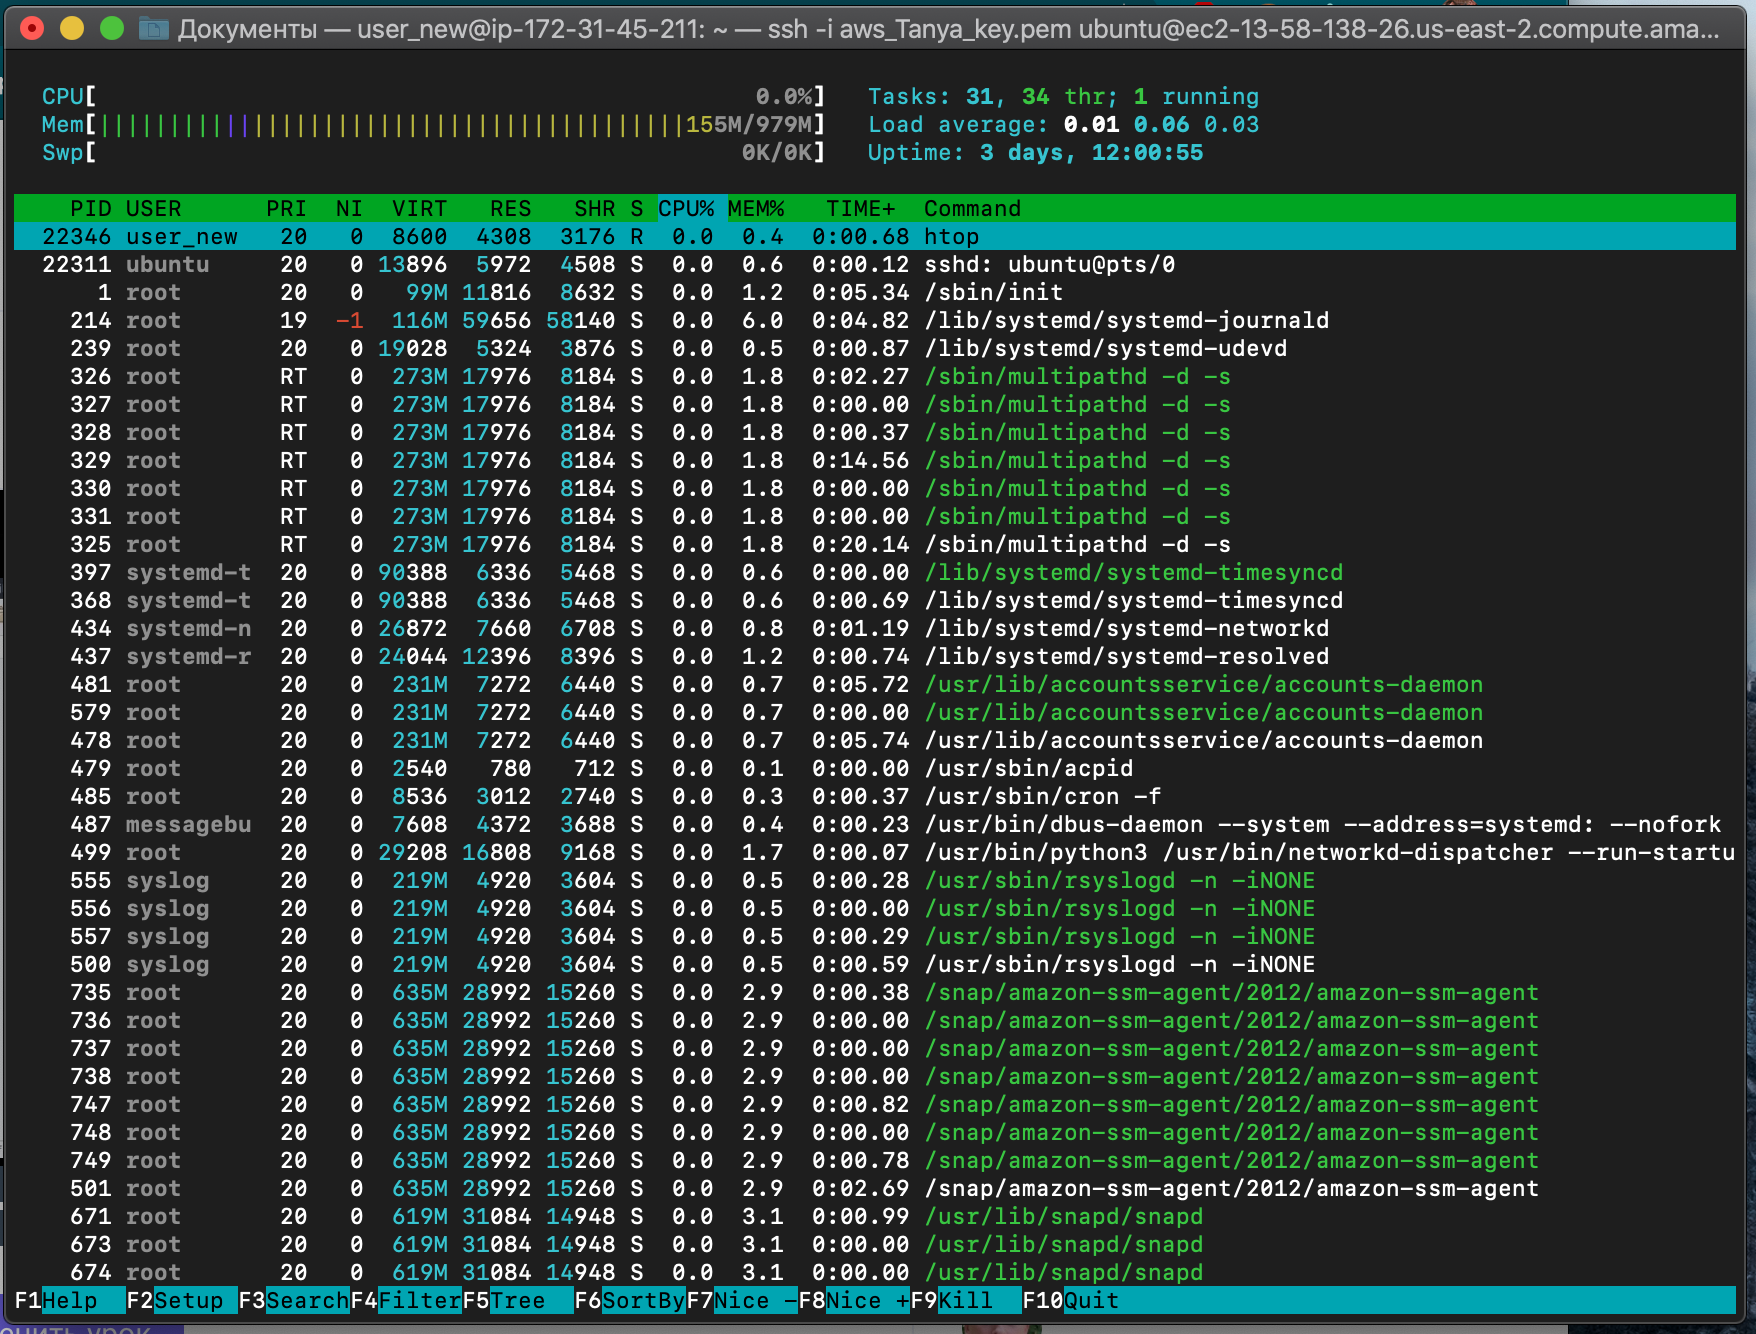 Документы — user_new@ip-172-31-45-211: ~ — ssh -i aws_Tanya_key.pem ubuntu@ec2-13-58-138-26.us-east-2.compute.ama...
CPU[ 0.0%] Tasks: 31, 34 thr; 1 running
Mem[||||||||||||||||||||||||||||||||||||||||||155M/979M] Load average: 0.01 0.06 0.03
Swp[ 0K/0K] Uptime: 3 days, 12:00:55
PID USER PRI NI VIRT RES SHR S CPU% MEM% TIME+ Command
22346 user_new 20 0 8600 4308 3176 R 0.0 0.4 0:00.68 htop
22311 ubuntu 20 0 13896 5972 4508 S 0.0 0.6 0:00.12 sshd: ubuntu@pts/0
1 root 20 0 99M 11816 8632 S 0.0 1.2 0:05.34 /sbin/init
214 root 19 -1 116M 59656 58140 S 0.0 6.0 0:04.82 /lib/systemd/systemd-journald
239 root 20 0 19028 5324 3876 S 0.0 0.5 0:00.87 /lib/systemd/systemd-udevd
326 root RT 0 273M 17976 8184 S 0.0 1.8 0:02.27 /sbin/multipathd -d -s
327 root RT 0 273M 17976 8184 S 0.0 1.8 0:00.00 /sbin/multipathd -d -s
328 root RT 0 273M 17976 8184 S 0.0 1.8 0:00.37 /sbin/multipathd -d -s
329 root RT 0 273M 17976 8184 S 0.0 1.8 0:14.56 /sbin/multipathd -d -s
330 root RT 0 273M 17976 8184 S 0.0 1.8 0:00.00 /sbin/multipathd -d -s
331 root RT 0 273M 17976 8184 S 0.0 1.8 0:00.00 /sbin/multipathd -d -s
325 root RT 0 273M 17976 8184 S 0.0 1.8 0:20.14 /sbin/multipathd -d -s
397 systemd-t 20 0 90388 6336 5468 S 0.0 0.6 0:00.00 /lib/systemd/systemd-timesyncd
368 systemd-t 20 0 90388 6336 5468 S 0.0 0.6 0:00.69 /lib/systemd/systemd-timesyncd
434 systemd-n 20 0 26872 7660 6708 S 0.0 0.8 0:01.19 /lib/systemd/systemd-networkd
437 systemd-r 20 0 24044 12396 8396 S 0.0 1.2 0:00.74 /lib/systemd/systemd-resolved
481 root 20 0 231M 7272 6440 S 0.0 0.7 0:05.72 /usr/lib/accountsservice/accounts-daemon
579 root 20 0 231M 7272 6440 S 0.0 0.7 0:00.00 /usr/lib/accountsservice/accounts-daemon
478 root 20 0 231M 7272 6440 S 0.0 0.7 0:05.74 /usr/lib/accountsservice/accounts-daemon
479 root 20 0 2540 780 712 S 0.0 0.1 0:00.00 /usr/sbin/acpid
485 root 20 0 8536 3012 2740 S 0.0 0.3 0:00.37 /usr/sbin/cron -f
487 messagebu 20 0 7608 4372 3688 S 0.0 0.4 0:00.23 /usr/bin/dbus-daemon --system --address=systemd: --nofork
499 root 20 0 29208 16808 9168 S 0.0 1.7 0:00.07 /usr/bin/python3 /usr/bin/networkd-dispatcher --run-startu
555 syslog 20 0 219M 4920 3604 S 0.0 0.5 0:00.28 /usr/sbin/rsyslogd -n -iNONE
556 syslog 20 0 219M 4920 3604 S 0.0 0.5 0:00.00 /usr/sbin/rsyslogd -n -iNONE
557 syslog 20 0 219M 4920 3604 S 0.0 0.5 0:00.29 /usr/sbin/rsyslogd -n -iNONE
500 syslog 20 0 219M 4920 3604 S 0.0 0.5 0:00.59 /usr/sbin/rsyslogd -n -iNONE
735 root 20 0 635M 28992 15260 S 0.0 2.9 0:00.38 /snap/amazon-ssm-agent/2012/amazon-ssm-agent
736 root 20 0 635M 28992 15260 S 0.0 2.9 0:00.00 /snap/amazon-ssm-agent/2012/amazon-ssm-agent
737 root 20 0 635M 28992 15260 S 0.0 2.9 0:00.00 /snap/amazon-ssm-agent/2012/amazon-ssm-agent
738 root 20 0 635M 28992 15260 S 0.0 2.9 0:00.00 /snap/amazon-ssm-agent/2012/amazon-ssm-agent
747 root 20 0 635M 28992 15260 S 0.0 2.9 0:00.82 /snap/amazon-ssm-agent/2012/amazon-ssm-agent
748 root 20 0 635M 28992 15260 S 0.0 2.9 0:00.00 /snap/amazon-ssm-agent/2012/amazon-ssm-agent
749 root 20 0 635M 28992 15260 S 0.0 2.9 0:00.78 /snap/amazon-ssm-agent/2012/amazon-ssm-agent
501 root 20 0 635M 28992 15260 S 0.0 2.9 0:02.69 /snap/amazon-ssm-agent/2012/amazon-ssm-agent
671 root 20 0 619M 31084 14948 S 0.0 3.1 0:00.99 /usr/lib/snapd/snapd
673 root 20 0 619M 31084 14948 S 0.0 3.1 0:00.00 /usr/lib/snapd/snapd
674 root 20 0 619M 31084 14948 S 0.0 3.1 0:00.00 /usr/lib/snapd/snapd
F1Help F2Setup F3SearchF4FilterF5Tree F6SortByF7Nice -F8Nice +F9Kill F10Quit